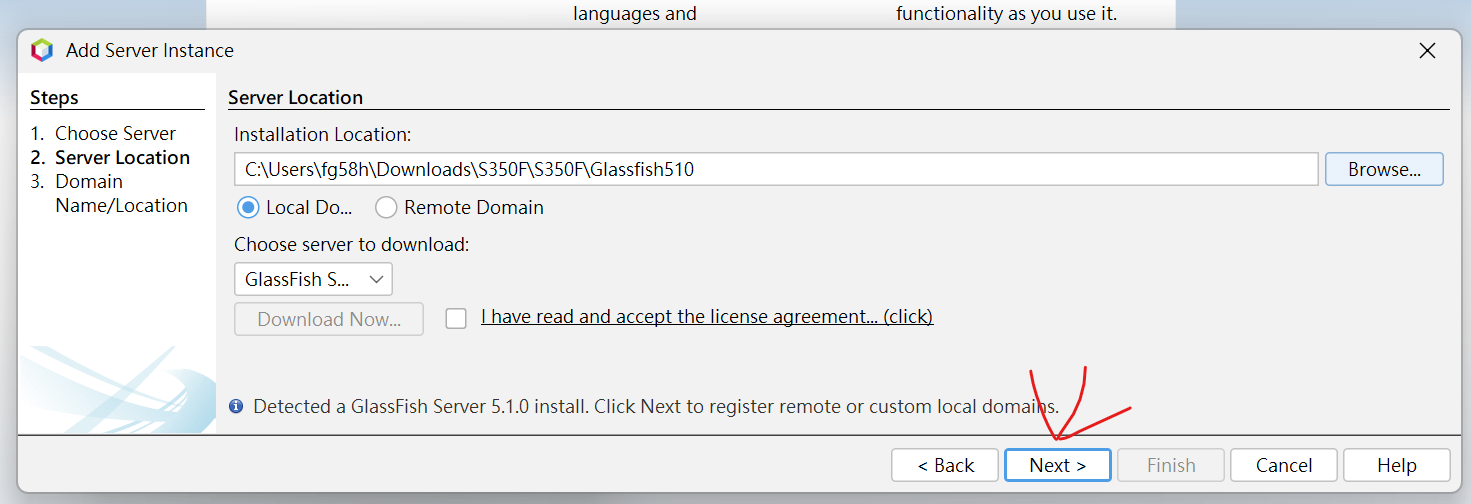 languages and functionality as you use it.
Add Server Instance
Steps
1. Choose Server
2. Server Location
3. Domain
Name/Location
Server Location
Installation Location:
C:\Users\fg58h\Downloads\S350F\S350F\Glassfish510
Browse...
Local Do... Remote Domain
Choose server to download:
GlassFish S...
Download Now... I have read and accept the license agreement... (click)
Detected a GlassFish Server 5.1.0 install. Click Next to register remote or custom local domains.
< Back Next > Finish Cancel Help